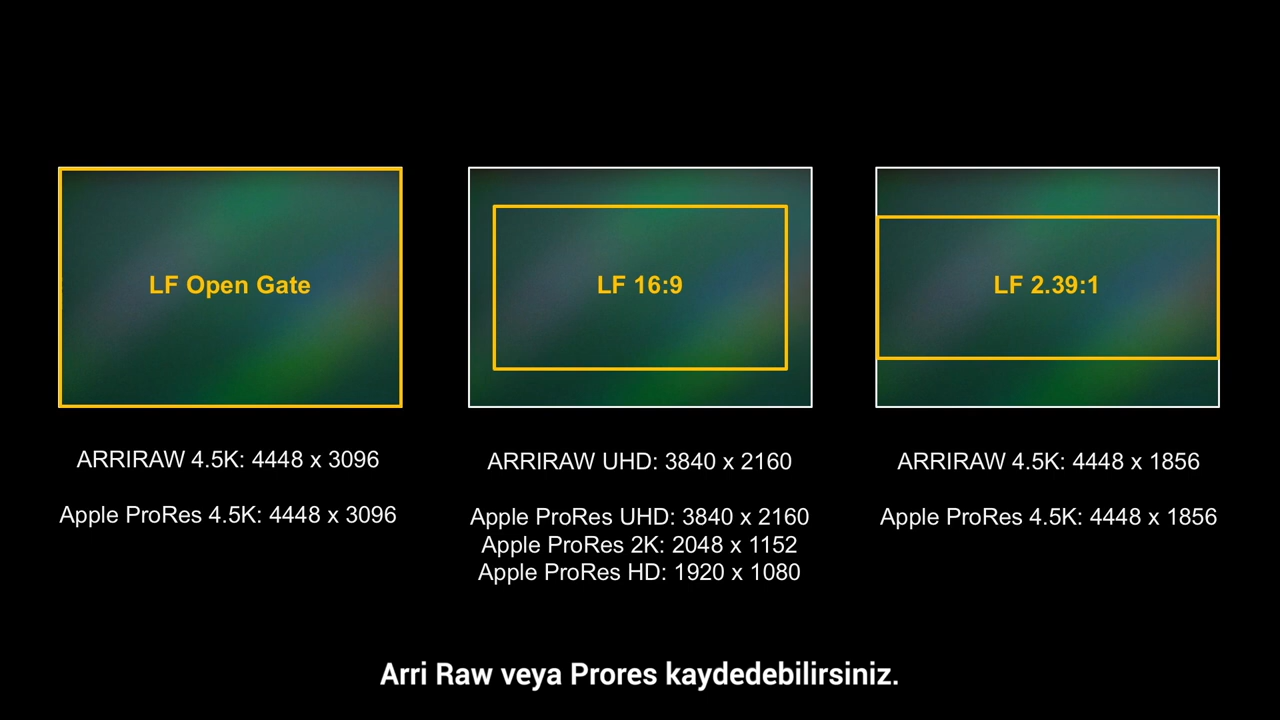 LF Open Gate
LF 16:9
LF 2.39:1
ARRIRAW 4.5K: 4448 x 3096
Apple ProRes 4.5K: 4448 x 3096
ARRIRAW UHD: 3840 x 2160
Apple ProRes UHD: 3840 x 2160
Apple ProRes 2K: 2048 x 1152
Apple ProRes HD: 1920 x 1080
ARRIRAW 4.5K: 4448 x 1856
Apple ProRes 4.5K: 4448 x 1856
Arri Raw veya Prores kaydedebilirsiniz.